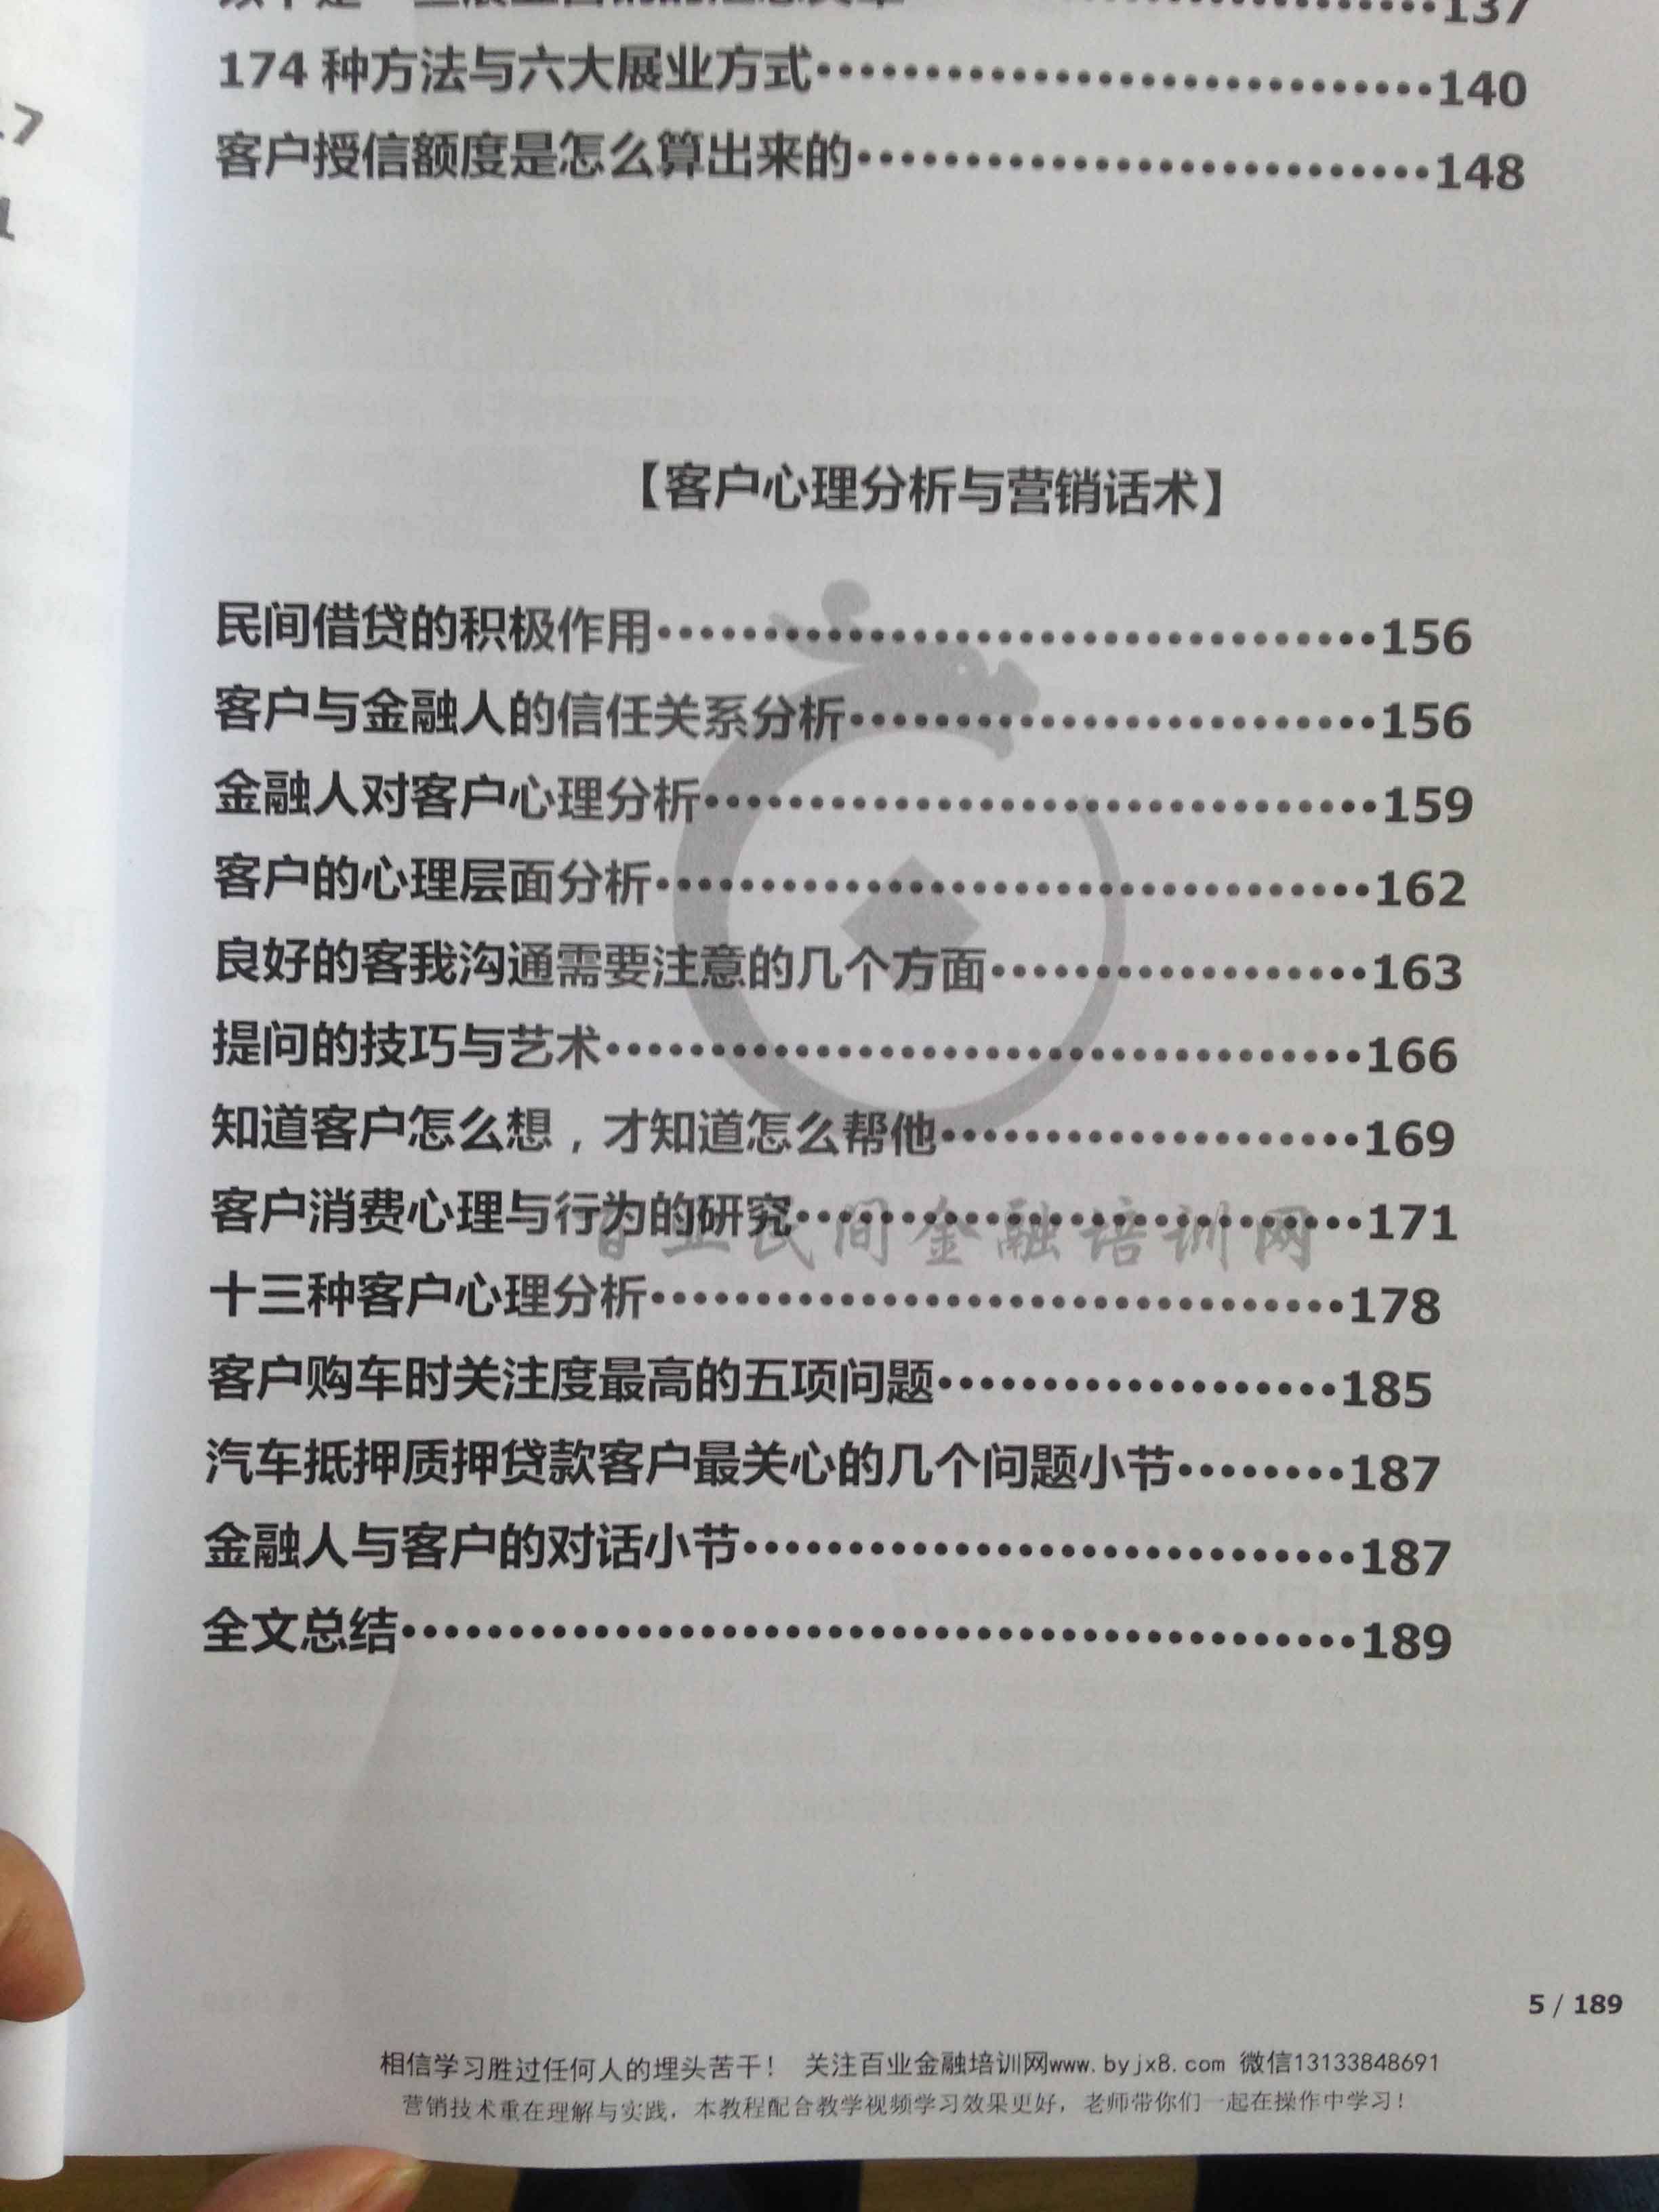 137
174 种方法与六大展业方式……140
客户授信额度是怎么算出来的……148
【客户心理分析与营销话术】
民间借贷的积极作用……156
客户与金融人的信任关系分析……156
金融人对客户心理分析……159
客户的心理层面分析……162
良好的客我沟通需要注意的几个方面……163
提问的技巧与艺术……166
知道客户怎么想，才知道怎么帮他……169
客户消费心理与行为的研究……171
百业民间金融培训网
十三种客户心理分析……178
客户购车时关注度最高的五项问题……185
汽车抵押质押贷款客户最关心的几个问题小节……187
金融人与客户的对话小节……187
全文总结……189
5 / 189
相信学习胜过任何人的埋头苦干！ 关注百业金融培训网www.byjx8.com 微信13133848691
营销技术重在理解与实践，本教程配合教学视频学习效果更好，老师带你们一起在操作中学习！